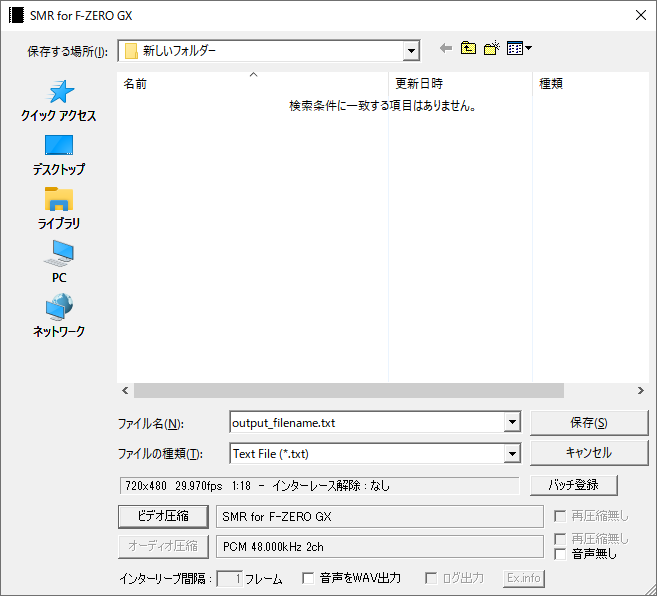 SMR for F-ZERO GX
保存する場所(I):
新しいフォルダー
名前
更新日時
種類
検索条件に一致する項目はありません。
クイック アクセス
デスクトップ
ライブラリ
PC
ネットワーク
ファイル名(N):
output_filename.txt
保存(S)
ファイルの種類(T):
Text File (*.txt)
キャンセル
720x480 29.970fps 1:18 - インターレース解除 : なし
バッチ登録
ビデオ圧縮
SMR for F-ZERO GX
再圧縮無し
オーディオ圧縮
PCM 48.000kHz 2ch
再圧縮無し
音声無し
インターリーブ間隔 : 1 フレーム
音声をWAV出力
ログ出力
Ex.info